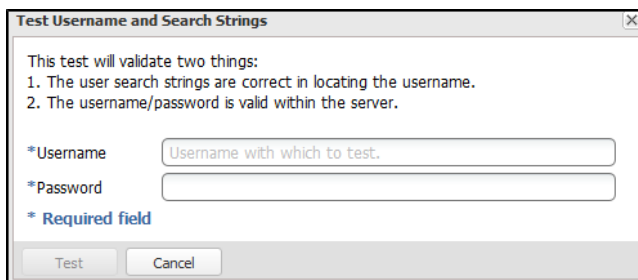 Test Username and Search Strings
This test will validate two things:
1. The user search strings are correct in locating the username.
2. The username/password is valid within the server.
*Username Username with which to test.
*Password
* Required field
Test Cancel